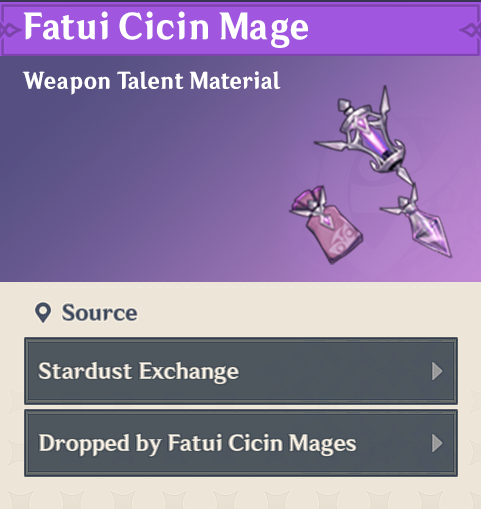 Fatui Cicin Mage
Weapon Talent Material
Source
Stardust Exchange
Dropped by Fatui Cicin Mages